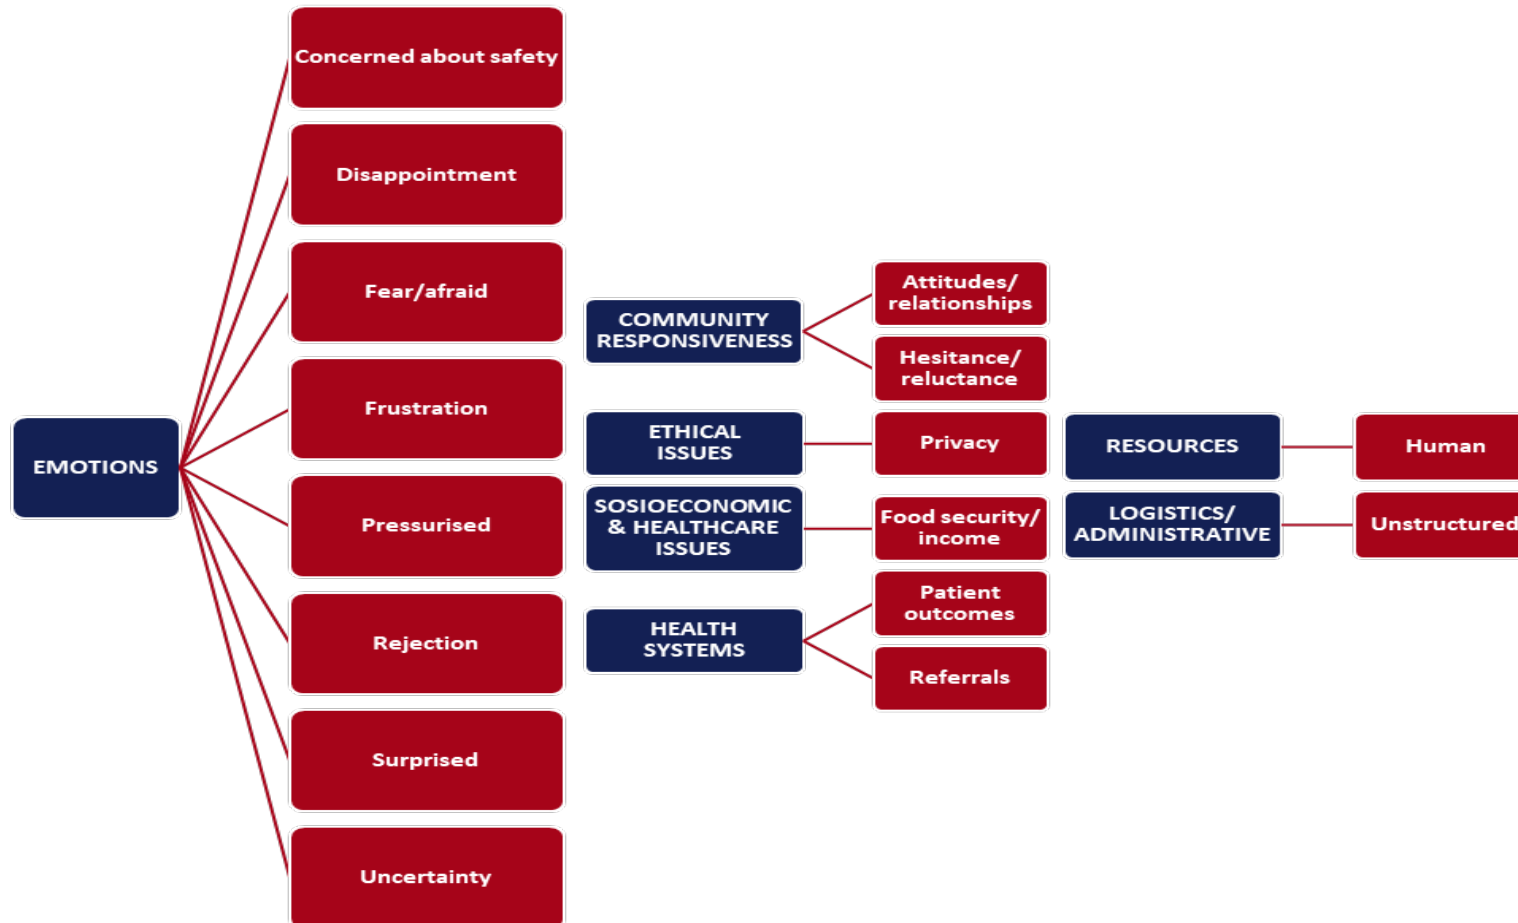 EMOTIONS
Concerned about safety
Disappointment
Fear/afraid
Frustration
Pressurised
Rejection
Surprised
Uncertainty
COMMUNITY
RESPONSIVENESS
Attitudes/
relationships
Hesitance/
reluctance
ETHICAL
ISSUES
Privacy
SOSIOECONOMIC
& HEALTHCARE
ISSUES
Food security/
income
HEALTH
SYSTEMS
Patient
outcomes
Referrals
RESOURCES
Human
LOGISTICS/
ADMINISTRATIVE
Unstructured